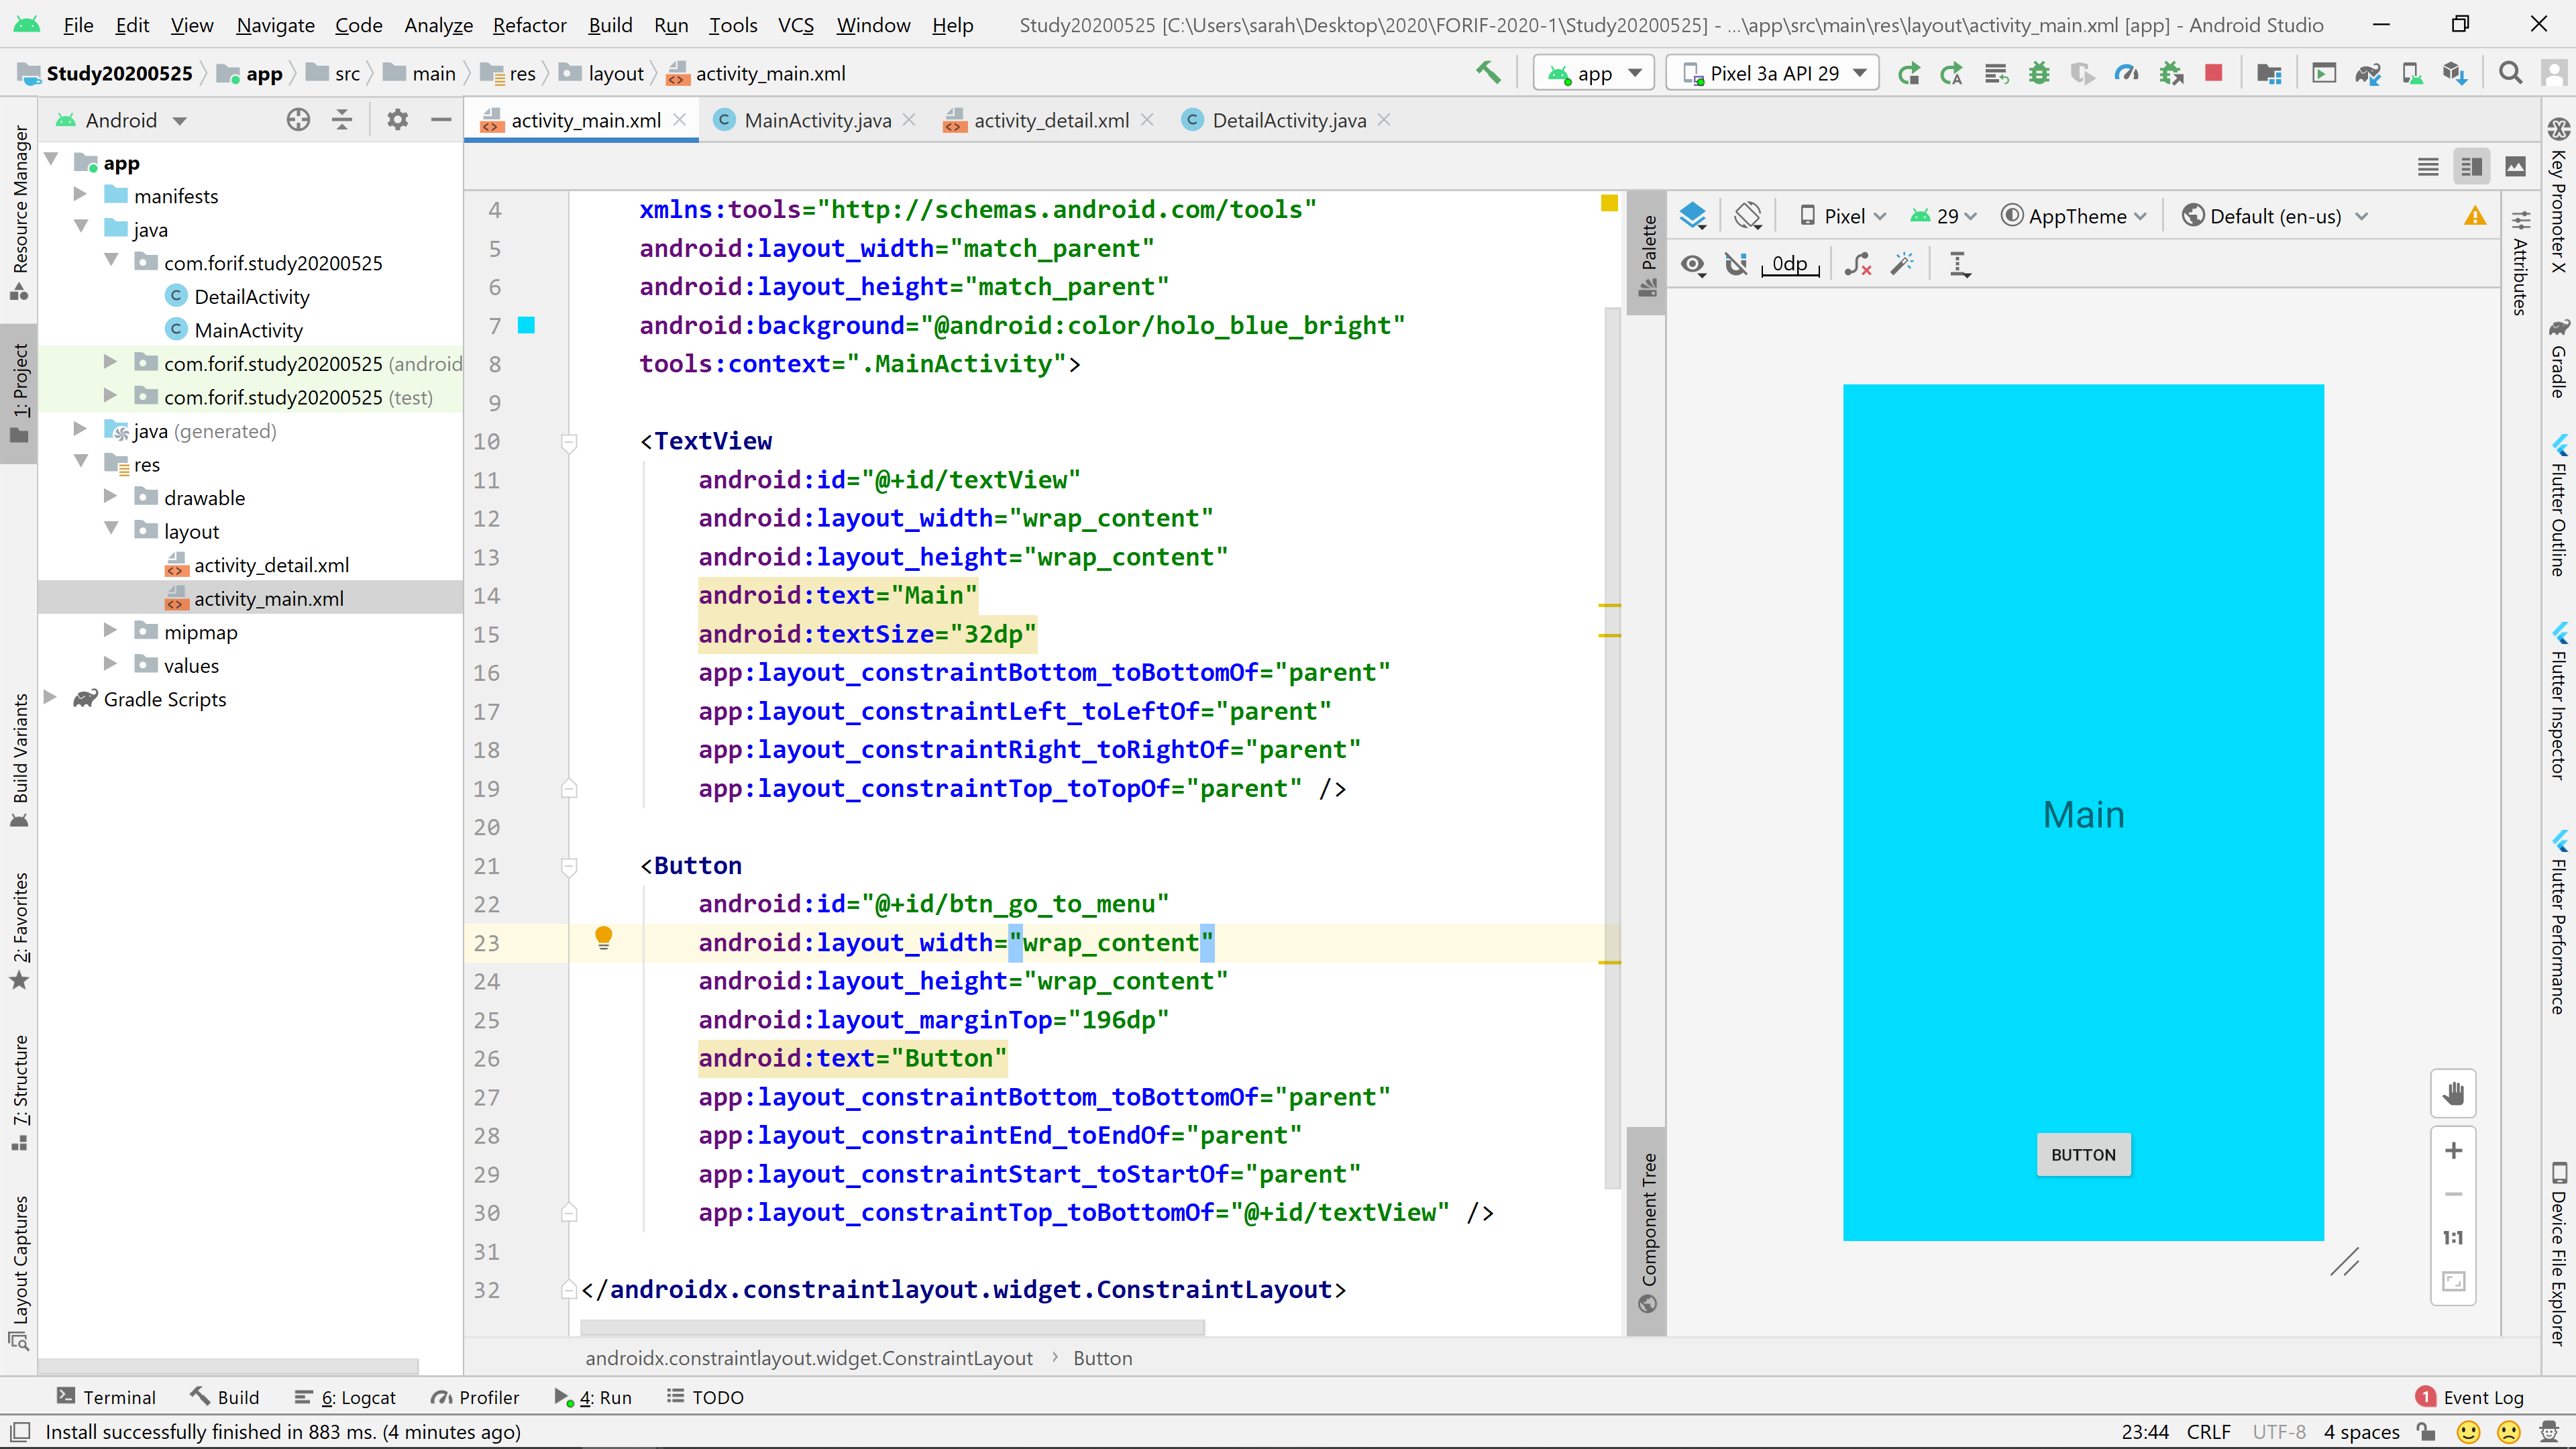 File Edit View Navigate Code Analyze Refactor Build Run Tools VCS Window Help Study20200525 [C:\Users\sarah\Desktop\2020\FORIF-2020-1\Study20200525] - ...\app\src\main\res\layout\activity_main.xml [app] - Android Studio
Study20200525 app src main res layout activity_main.xml app Pixel 3a API 29
Android
activity_main.xml MainActivity.java activity_detail.xml DetailActivity.java
Resource Manager
1: Project
Build Variants
2: Favorites
7: Structure
Layout Captures
app
manifests
java
com.forif.study20200525
DetailActivity
MainActivity
com.forif.study20200525 (android
com.forif.study20200525 (test)
java (generated)
res
drawable
layout
activity_detail.xml
activity_main.xml
mipmap
values
Gradle Scripts
4 xmlns:tools="http://schemas.android.com/tools"
5 android:layout_width="match_parent"
6 android:layout_height="match_parent"
7 android:background="@android:color/holo_blue_bright"
8 tools:context=".MainActivity">
9
10 <TextView
11 android:id="@+id/textView"
12 android:layout_width="wrap_content"
13 android:layout_height="wrap_content"
14 android:text="Main"
15 android:textSize="32dp"
16 app:layout_constraintBottom_toBottomOf="parent"
17 app:layout_constraintLeft_toLeftOf="parent"
18 app:layout_constraintRight_toRightOf="parent"
19 app:layout_constraintTop_toTopOf="parent" />
20
21 <Button
22 android:id="@+id/btn_go_to_menu"
23 android:layout_width="wrap_content"
24 android:layout_height="wrap_content"
25 android:layout_marginTop="196dp"
26 android:text="Button"
27 app:layout_constraintBottom_toBottomOf="parent"
28 app:layout_constraintEnd_toEndOf="parent"
29 app:layout_constraintStart_toStartOf="parent"
30 app:layout_constraintTop_toBottomOf="@+id/textView" />
31
32 </androidx.constraintlayout.widget.ConstraintLayout>
androidx.constraintlayout.widget.ConstraintLayout › Button
Palette
Component Tree
Pixel 29 AppTheme Default (en-us)
0dp
Main
BUTTON
1:1
Attributes
Key Promoter X
Gradle
Flutter Outline
Flutter Inspector
Flutter Performance
Device File Explorer
Terminal Build 6: Logcat Profiler 4: Run TODO 1 Event Log
Install successfully finished in 883 ms. (4 minutes ago) 23:44 CRLF UTF-8 4 spaces